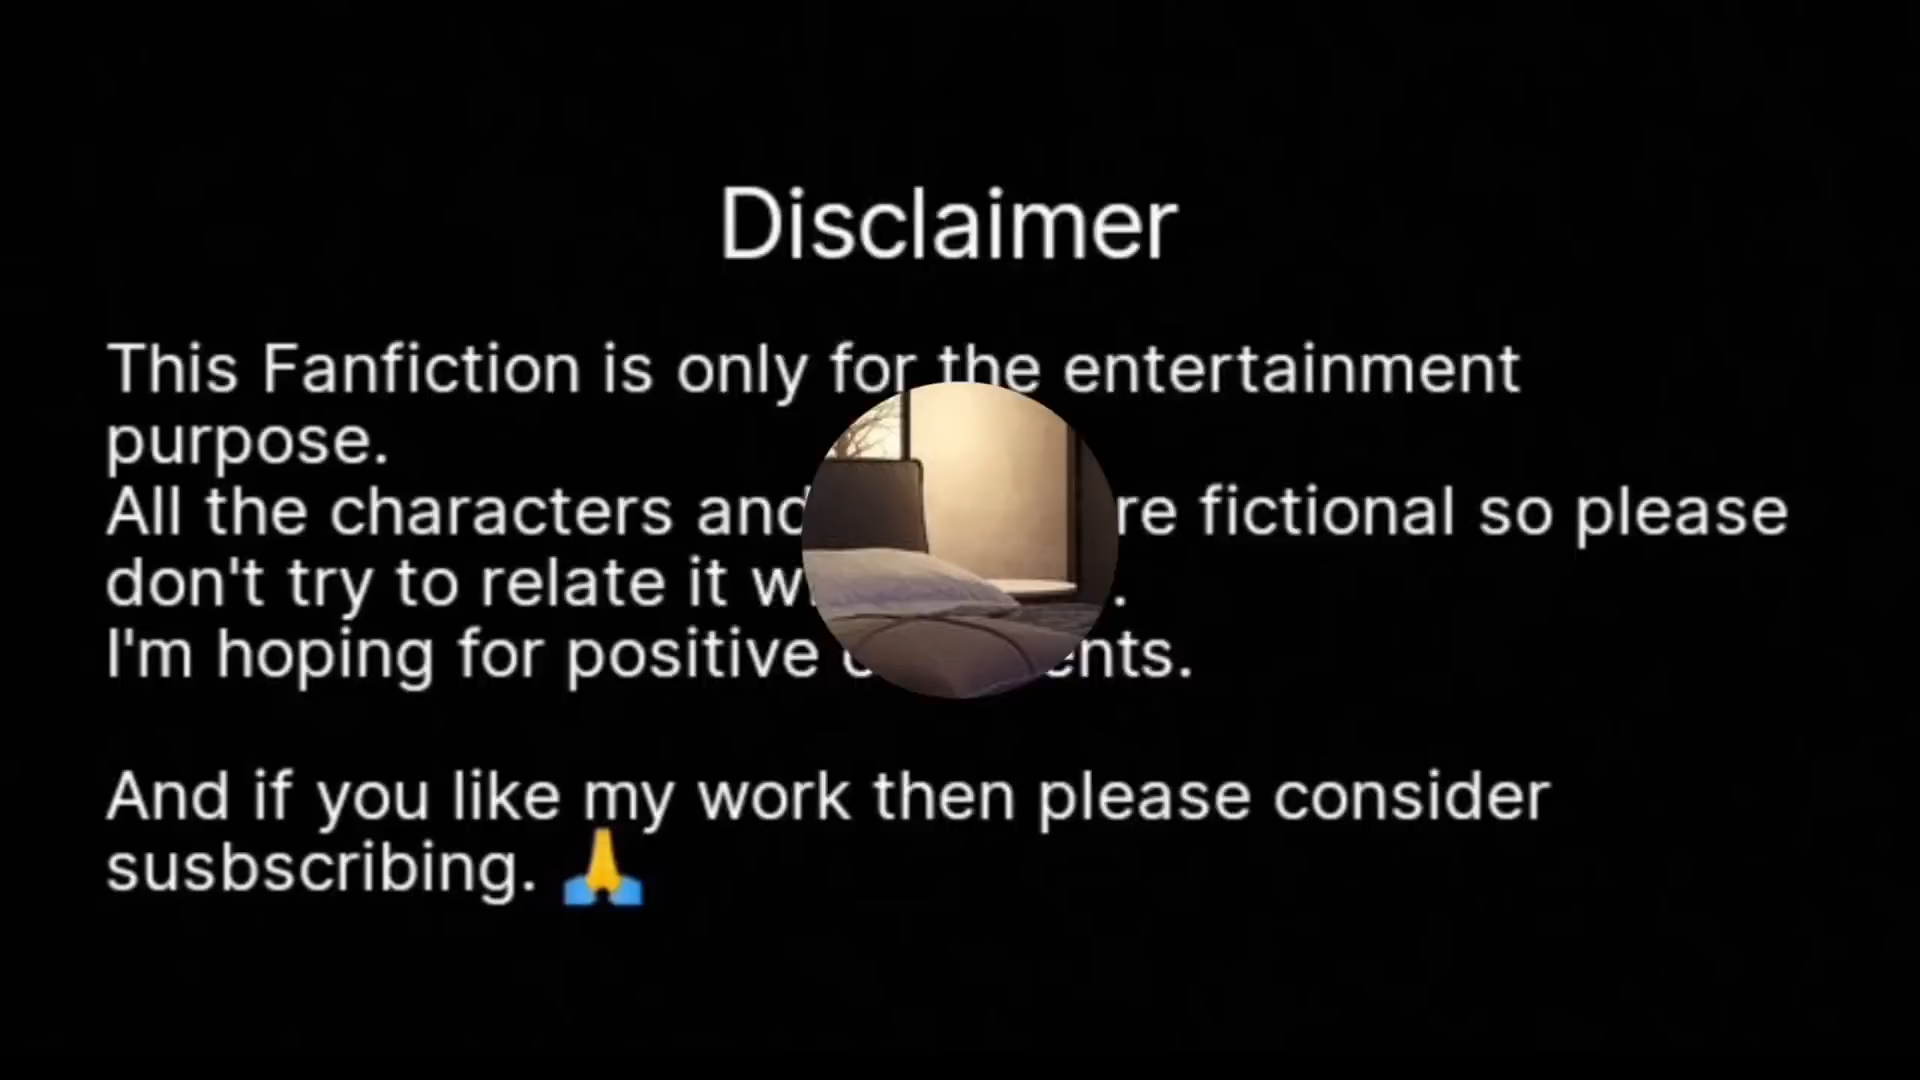 Disclaimer
This Fanfiction is only for the entertainment
purpose.
All the characters and fictional so please
don't try to relate it
I'm hoping for positive
And if you like my work then please consider
susbscribing. 🙏